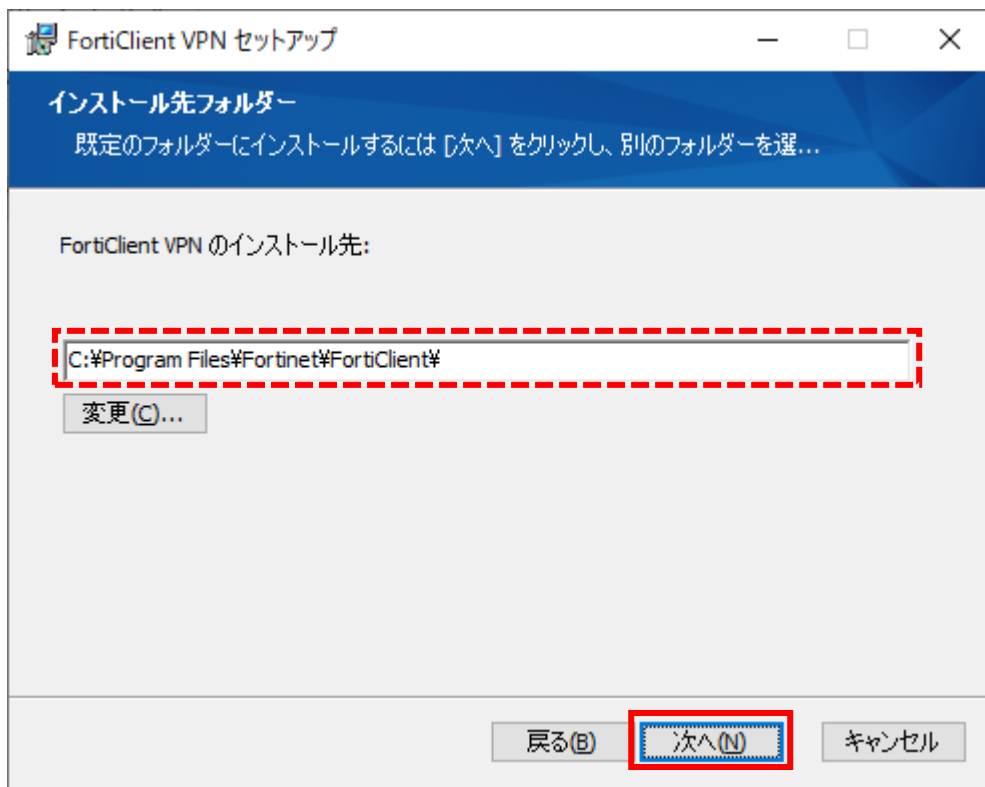 FortiClient VPN セットアップ
インストール先フォルダー
既定のフォルダーにインストールするには [次へ] をクリックし、別のフォルダーを選...
FortiClient VPN のインストール先:
C:¥Program Files¥Fortinet¥FortiClient¥
変更(C)...
戻る(B)
次へ(N)
キャンセル